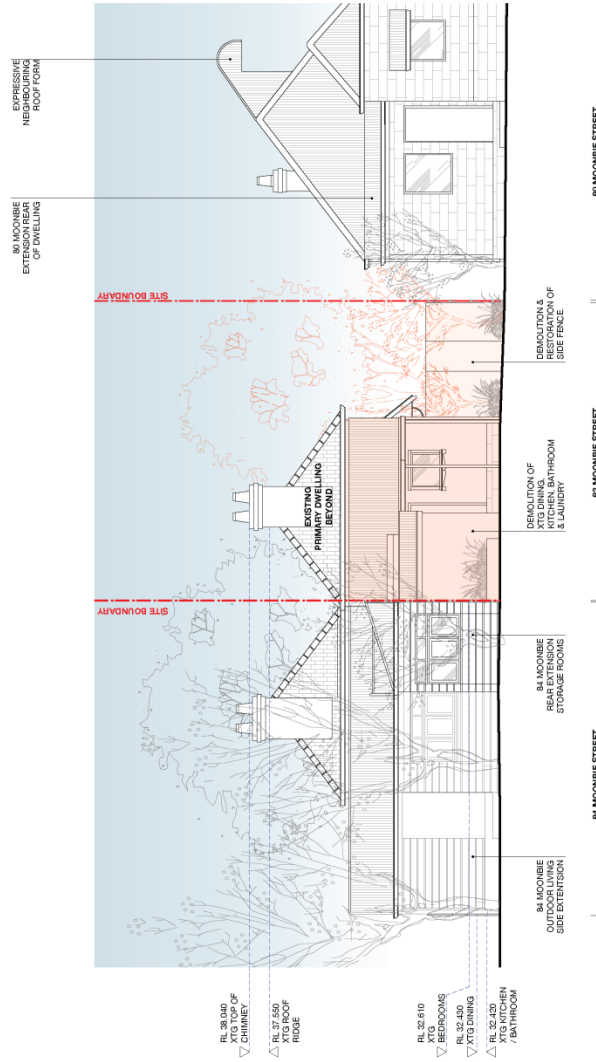 EXPRESSIVE
NEIGHBOURING
ROOF FORM
80 MOONBIE
EXTENSION REAR
OF DWELLING
SITE BOUNDARY
SITE BOUNDARY
EXISTING
PRIMARY DWELLING
BEYOND
RL 38.040
XTG TOP OF
CHIMNEY
RL 37.550
XTG ROOF
RIDGE
RL 32.610
XTG
BEDROOMS
RL 32.430
XTG DINING
RL 32.420
XTG KITCHEN
/ BATHROOM
84 MOONBIE
OUTDOOR LIVING
SIDE EXTENTSION
84 MOONBIE
REAR EXTENSION
STORAGE ROOMS
DEMOLITION OF
XTG DINING,
KITCHEN, BATHROOM
& LAUNDRY
DEMOLITION &
RESTORATION OF
SIDE FENCE.
84 MOONBIE STREET
82 MOONBIE STREET
80 MOONBIE STREET